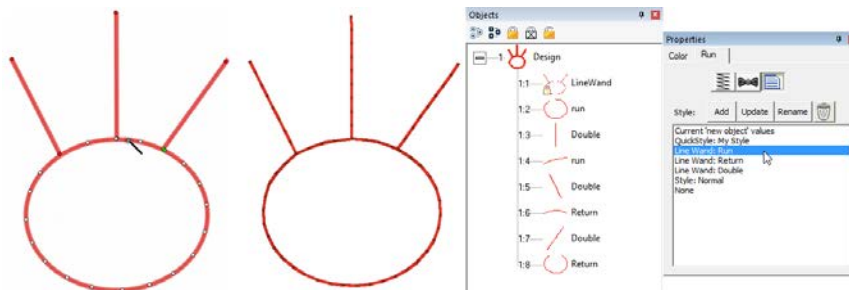 Objects
1 Design
1:1 LineWand
1:2 run
1:3 Double
1:4 run
1:5 Double
1:6 Return
1:7 Double
1:8 Return
Properties
Color Run
Style: Add Update Rename
Current 'new object' values
QuickStyle: My Style
Line Wand: Run
Line Wand: Return
Line Wand: Double
Style: Normal
None